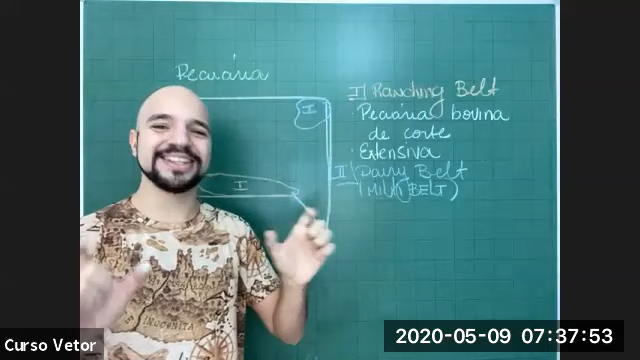 Pecuária
I
I) Ranching Belt
· Pecuária bovina
de corte
· Extensiva
II) Dairy Belt
(MILK BELT)
I
INCOGNITA
Curso Vetor
2020-05-09 07:37:53